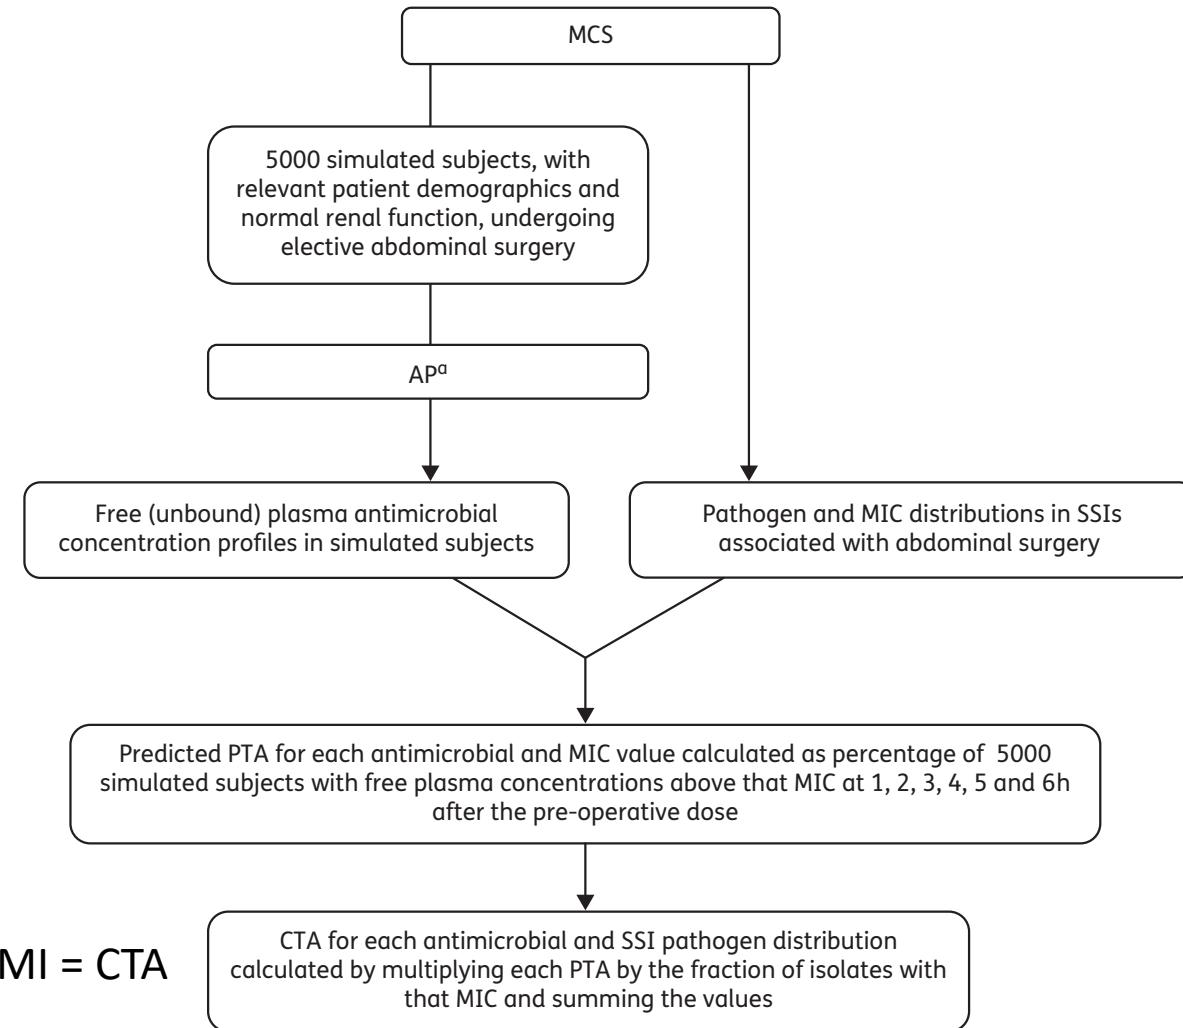 MCS
5000 simulated subjects, with
relevant patient demographics and
normal renal function, undergoing
elective abdominal surgery
APa
Free (unbound) plasma antimicrobial
concentration profiles in simulated subjects
Pathogen and MIC distributions in SSIs
associated with abdominal surgery
Predicted PTA for each antimicrobial and MIC value calculated as percentage of 5000
simulated subjects with free plasma concentrations above that MIC at 1, 2, 3, 4, 5 and 6h
after the pre-operative dose
MI = CTA
CTA for each antimicrobial and SSI pathogen distribution
calculated by multiplying each PTA by the fraction of isolates with
that MIC and summing the values